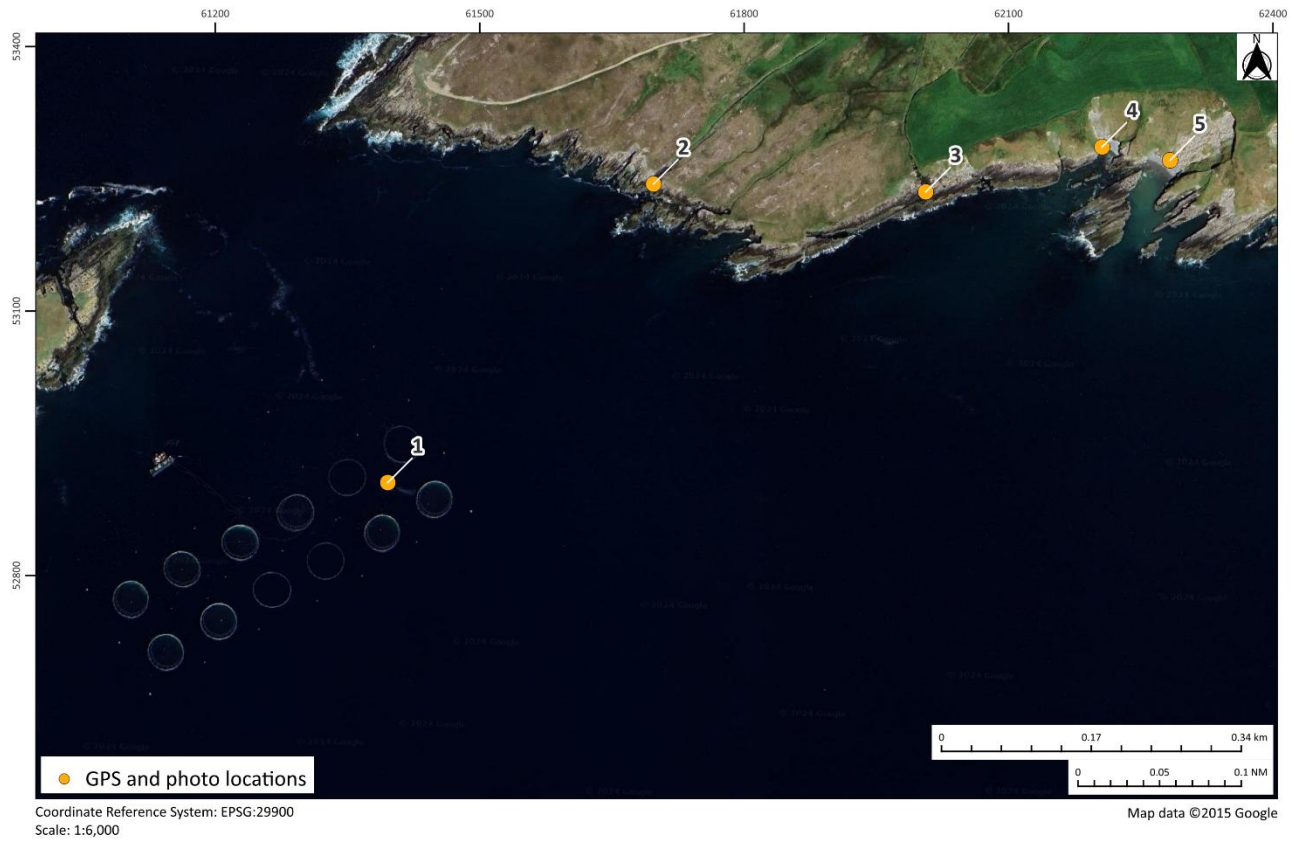 61200 61500 61800 62100 62400
53400
53100
52800
N
4
5
2
3
1
0 0.17 0.34 km
0 0.05 0.1 NM
GPS and photo locations
Coordinate Reference System: EPSG:29900
Map data ©2015 Google
Scale: 1:6,000